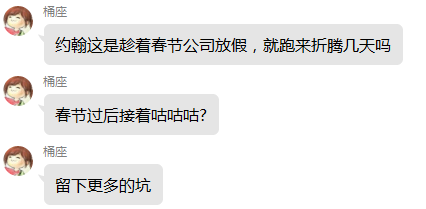 桶座
约翰这是趁着春节公司放假，就跑来折腾几天吗
桶座
春节过后接着咕咕咕?
桶座
留下更多的坑